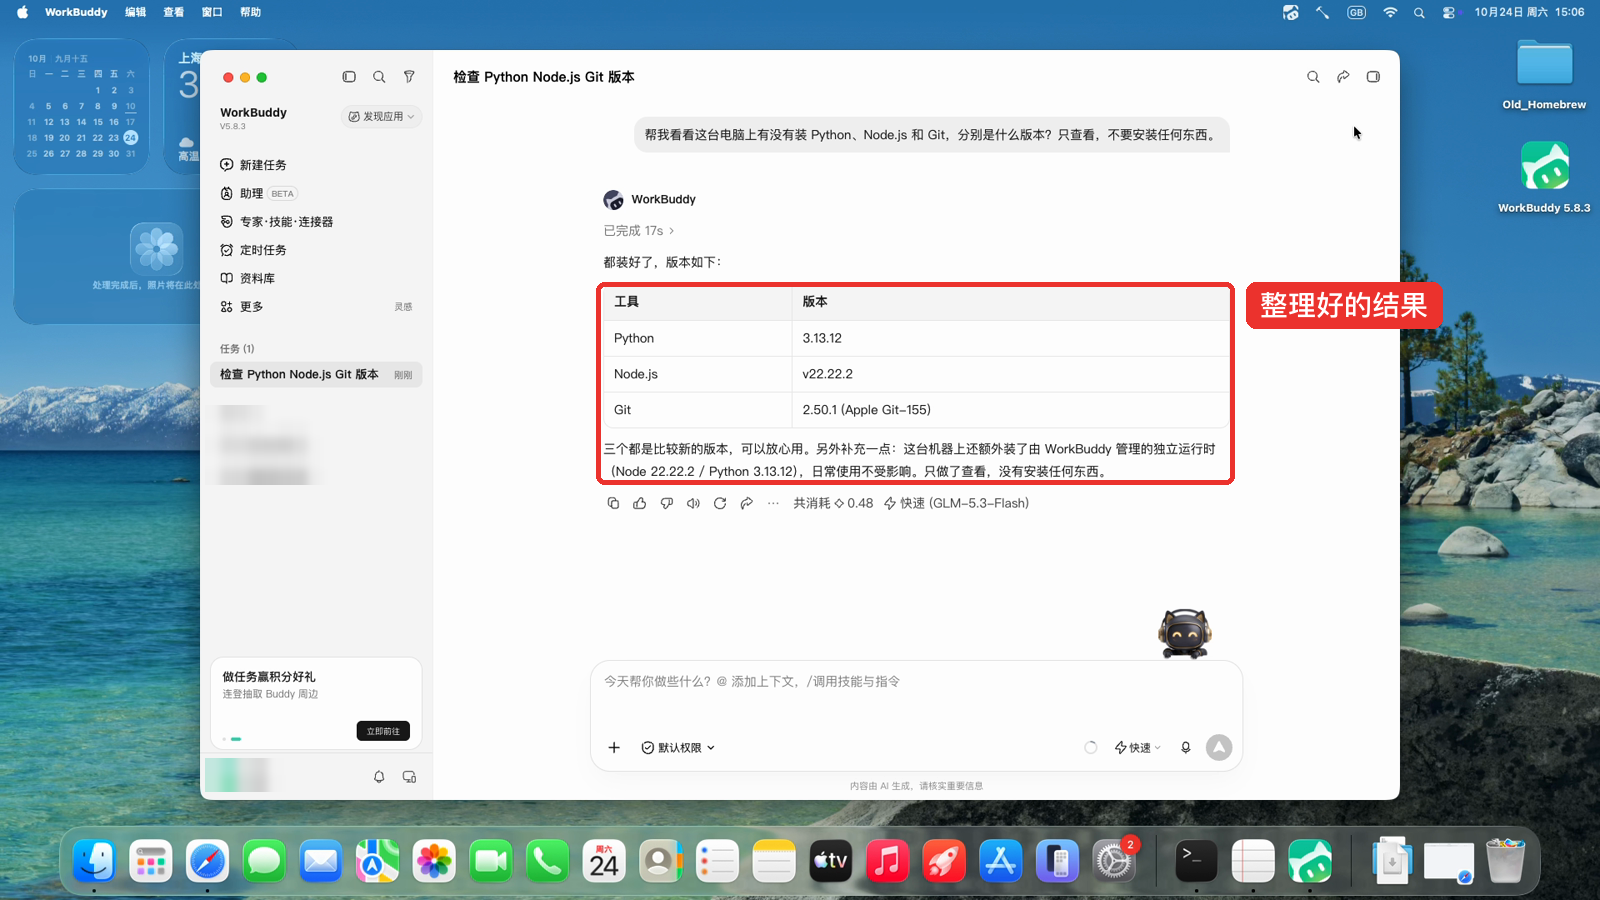 WorkBuddy 编辑 查看 窗口 帮助
GB 10月24日 周六 15:06
10月 九月十五
日 一 二 三 四 五 六
1 2 3
4 5 6 7 8 9 10
11 12 13 14 15 16 17
18 19 20 21 22 23 24
25 26 27 28 29 30 31
上海
3
高温
处理完成后，照片将在此处
Old_Homebrew
WorkBuddy 5.8.3
WorkBuddy
V5.8.3
发现应用
新建任务
助理 BETA
专家·技能·连接器
定时任务
资料库
更多 灵感
任务 (1)
检查 Python Node.js Git 版本 刚刚
做任务赢积分好礼
连登抽取 Buddy 周边
立即前往
检查 Python Node.js Git 版本
帮我看看这台电脑上有没有装 Python、Node.js 和 Git，分别是什么版本？只查看，不要安装任何东西。
WorkBuddy
已完成 17s >
都装好了，版本如下：
工具 版本
Python 3.13.12
Node.js v22.22.2
Git 2.50.1 (Apple Git-155)
三个都是比较新的版本，可以放心用。另外补充一点：这台机器上还额外装了由 WorkBuddy 管理的独立运行时
（Node 22.22.2 / Python 3.13.12），日常使用不受影响。只做了查看，没有安装任何东西。
整理好的结果
共消耗 0.48 快速 (GLM-5.3-Flash)
今天帮你做些什么？@ 添加上下文，/调用技能与指令
默认权限 快速
内容由 AI 生成，请核实重要信息
周六
24
tv
2